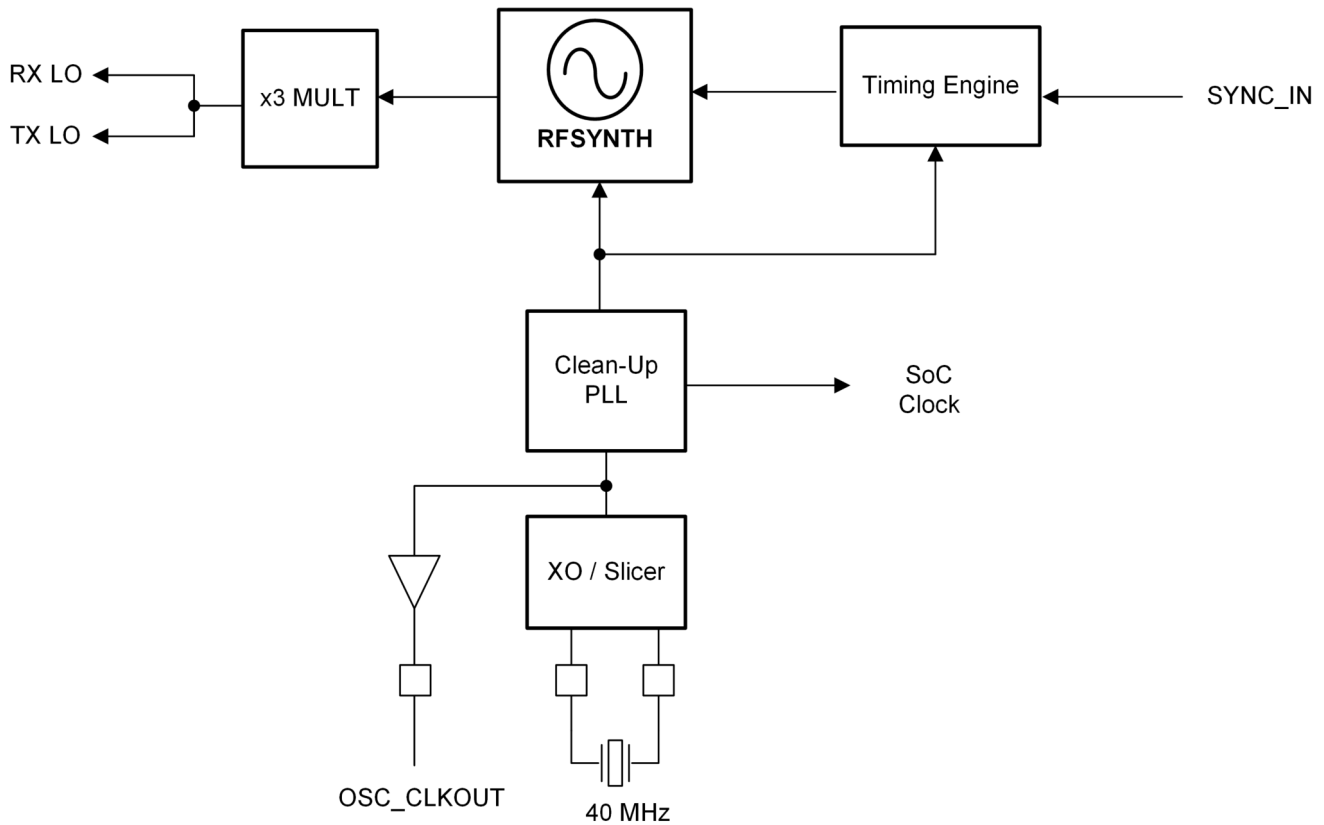 RX LO
TX LO
x3 MULT
RFSYNTH
Timing Engine
SYNC_IN
Clean-Up
PLL
SoC
Clock
XO / Slicer
OSC_CLKOUT
40 MHz